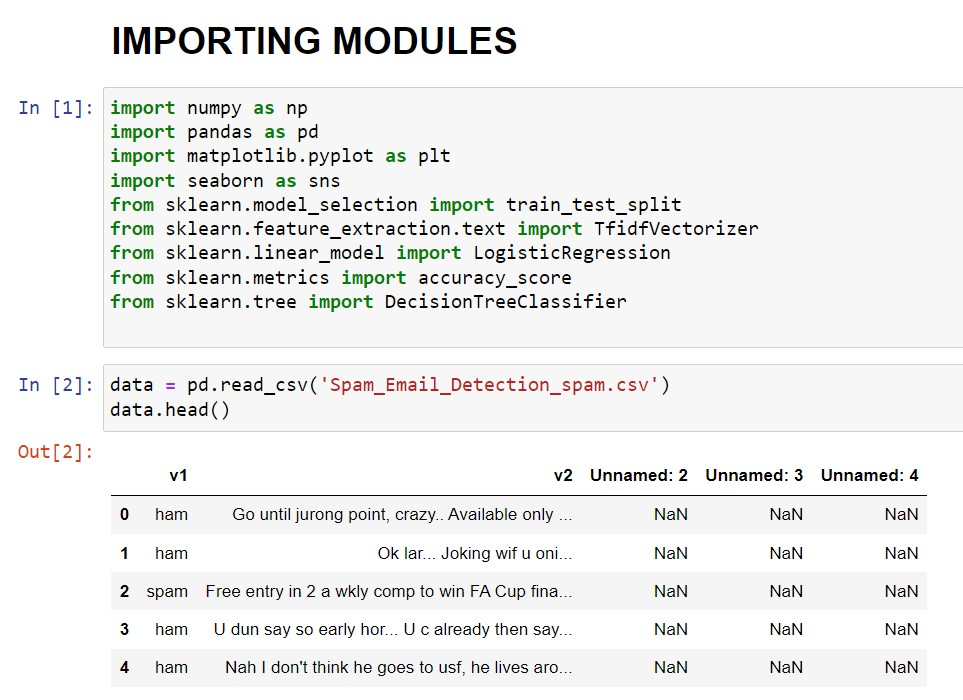 IMPORTING MODULES
In [1]:
import numpy as np
import pandas as pd
import matplotlib.pyplot as plt
import seaborn as sns
from sklearn.model_selection import train_test_split
from sklearn.feature_extraction.text import TfidfVectorizer
from sklearn.linear_model import LogisticRegression
from sklearn.metrics import accuracy_score
from sklearn.tree import DecisionTreeClassifier
In [2]:
data = pd.read_csv('Spam_Email_Detection_spam.csv')
data.head()
Out[2]:
v1 v2 Unnamed: 2 Unnamed: 3 Unnamed: 4
0 ham Go until jurong point, crazy.. Available only ... NaN NaN NaN
1 ham Ok lar... Joking wif u oni... NaN NaN NaN
2 spam Free entry in 2 a wkly comp to win FA Cup fina... NaN NaN NaN
3 ham U dun say so early hor... U c already then say... NaN NaN NaN
4 ham Nah I don't think he goes to usf, he lives aro... NaN NaN NaN